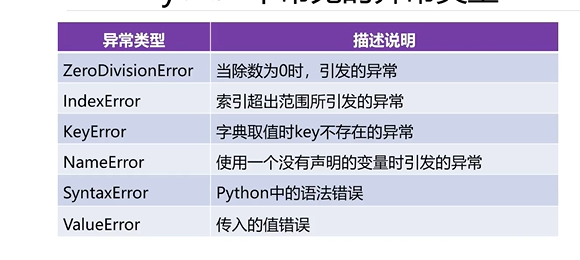 异常类型 描述说明
ZeroDivisionError 当除数为0时，引发的异常
IndexError 索引超出范围所引发的异常
KeyError 字典取值时key不存在的异常
NameError 使用一个没有声明的变量时引发的异常
SyntaxError Python中的语法错误
ValueError 传入的值错误